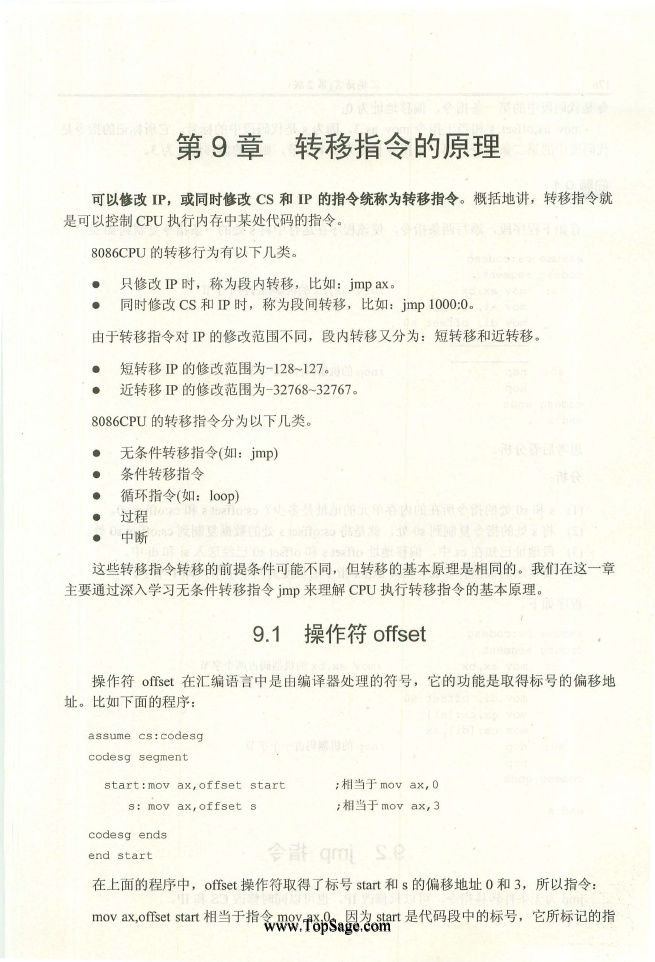 第 9 章 转移指令的原理
可以修改 IP，或同时修改 CS 和 IP 的指令统称为转移指令。概括地讲，转移指令就
是可以控制 CPU 执行内存中某处代码的指令。
8086CPU 的转移行为有以下几类。
● 只修改 IP 时，称为段内转移，比如：jmp ax。
● 同时修改 CS 和 IP 时，称为段间转移，比如：jmp 1000:0。
由于转移指令对 IP 的修改范围不同，段内转移又分为：短转移和近转移。
● 短转移 IP 的修改范围为-128~127。
● 近转移 IP 的修改范围为-32768~32767。
8086CPU 的转移指令分为以下几类。
● 无条件转移指令(如：jmp)
● 条件转移指令
● 循环指令(如：loop)
● 过程
● 中断
这些转移指令转移的前提条件可能不同，但转移的基本原理是相同的。我们在这一章
主要通过深入学习无条件转移指令 jmp 来理解 CPU 执行转移指令的基本原理。
9.1 操作符 offset
操作符 offset 在汇编语言中是由编译器处理的符号，它的功能是取得标号的偏移地
址。比如下面的程序：
assume cs:codesg
codesg segment
start:mov ax,offset start ;相当于 mov ax,0
s: mov ax,offset s ;相当于 mov ax,3
codesg ends
end start
在上面的程序中，offset 操作符取得了标号 start 和 s 的偏移地址 0 和 3，所以指令：
mov ax,offset start 相当于指令 mov ax,0，因为 start 是代码段中的标号，它所标记的指
www.TopSage.com